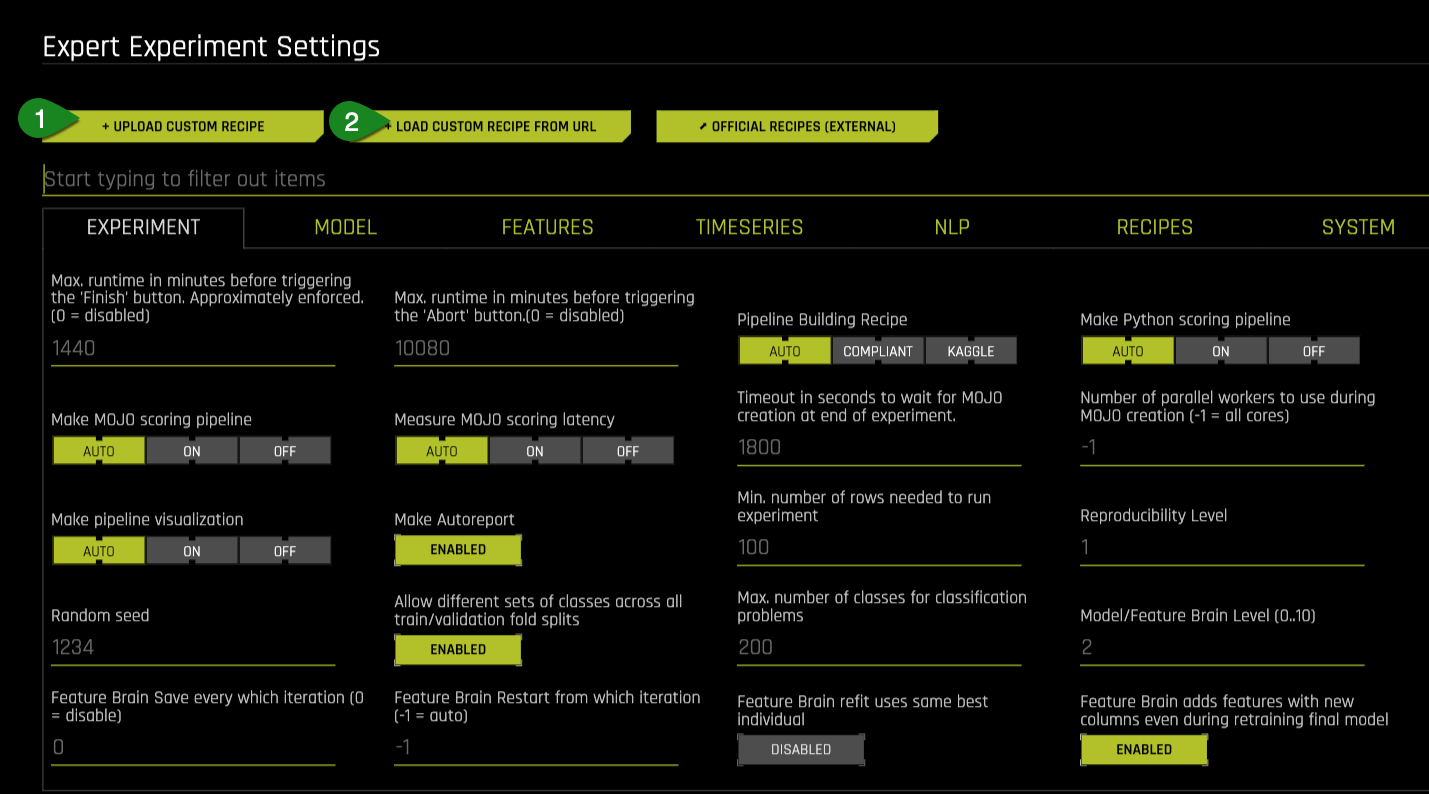 Expert Experiment Settings
1
+ UPLOAD CUSTOM RECIPE
2
+ LOAD CUSTOM RECIPE FROM URL
OFFICIAL RECIPES (EXTERNAL)
Start typing to filter out items
EXPERIMENT
MODEL
FEATURES
TIMESERIES
NLP
RECIPES
SYSTEM
Max. runtime in minutes before triggering
the 'Finish' button. Approximately enforced.
(0 = disabled)
1440
Max. runtime in minutes before triggering
the 'Abort' button.(0 = disabled)
10080
Pipeline Building Recipe
AUTO COMPLIANT KAGGLE
Make Python scoring pipeline
AUTO ON OFF
Make MOJO scoring pipeline
AUTO ON OFF
Measure MOJO scoring latency
AUTO ON OFF
Timeout in seconds to wait for MOJO
creation at end of experiment.
1800
Number of parallel workers to use during
MOJO creation (-1 = all cores)
-1
Make pipeline visualization
AUTO ON OFF
Make Autoreport
ENABLED
Min. number of rows needed to run
experiment
100
Reproducibility Level
1
Random seed
1234
Allow different sets of classes across all
train/validation fold splits
ENABLED
Max. number of classes for classification
problems
200
Model/Feature Brain Level (0..10)
2
Feature Brain Save every which iteration (0
= disable)
0
Feature Brain Restart from which iteration
(-1 = auto)
-1
Feature Brain refit uses same best
individual
DISABLED
Feature Brain adds features with new
columns even during retraining final model
ENABLED